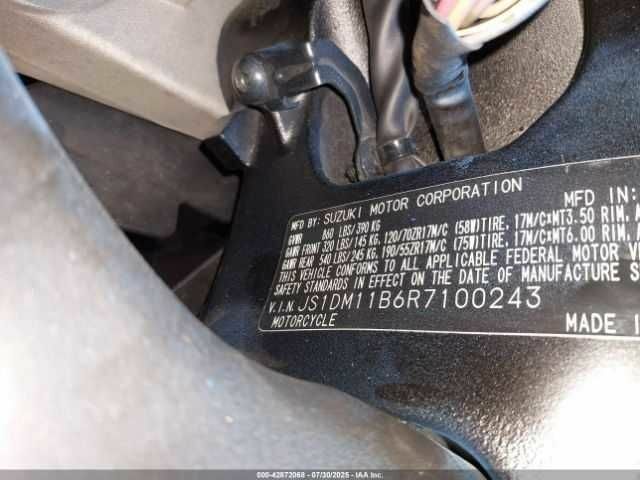 MFD BY: SUZUKI MOTOR CORPORATION MFD IN:
GVWR 860 LBS/390 KG
GAWR FRONT 320 LBS/145 KG, 120/70ZR17M/C (58W)TIRE, 17M/C×MT3.50 RIM,
GAWR REAR 540 LBS/245 KG, 190/55ZR17M/C (75W)TIRE, 17M/C×MT6.00 RIM,
THIS VEHICLE CONFORMS TO ALL APPLICABLE FEDERAL MOTOR VE
SAFETY STANDARDS IN EFFECT ON THE DATE OF MANUFACTURE
V.I.N. JS1DM11B6R7100243
MOTORCYCLE MADE I
000-42872068 - 07/30/2025 - IAA Inc.